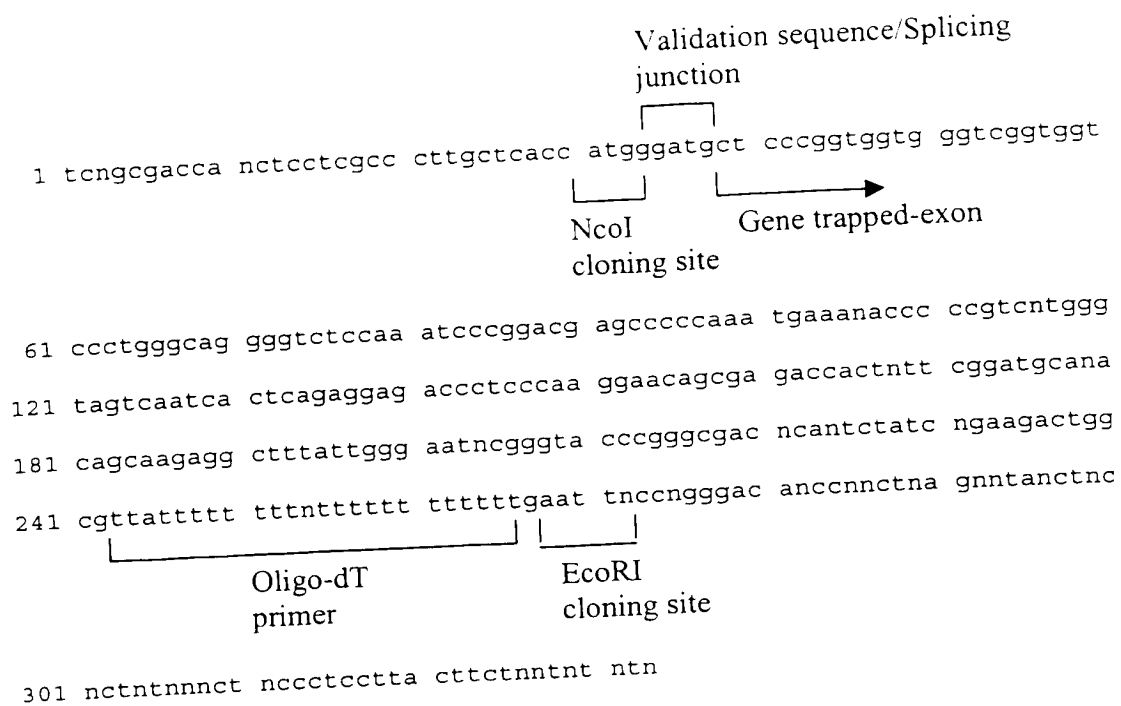 Validation sequence/Splicing
junction
1 tcngcgacca nctcctcgcc cttgctcacc atgggatgct cccggtggtg gggtcggtggt
NcoI
cloning site
Gene trapped-exon
61 ccctgggcag gggtctccaa atcccggacg agcccccaaa tgaaanaccc ccgtcntggg
121 tagtcaatca ctcagaggag accctcccaa ggaacagcga gaccactntt cggatgcana
181 cagcaagagg ctttattggg aatncgggta cccgggcgac ncantctatc ngaagactgg
241 cgttattttt tttntttttt ttttttgaat tnccngggac anccnnctna gnntanctnc
Oligo-dT
primer
EcoRI
cloning site
301 nctntnnnct nccctcctta cttctnntnt ntn